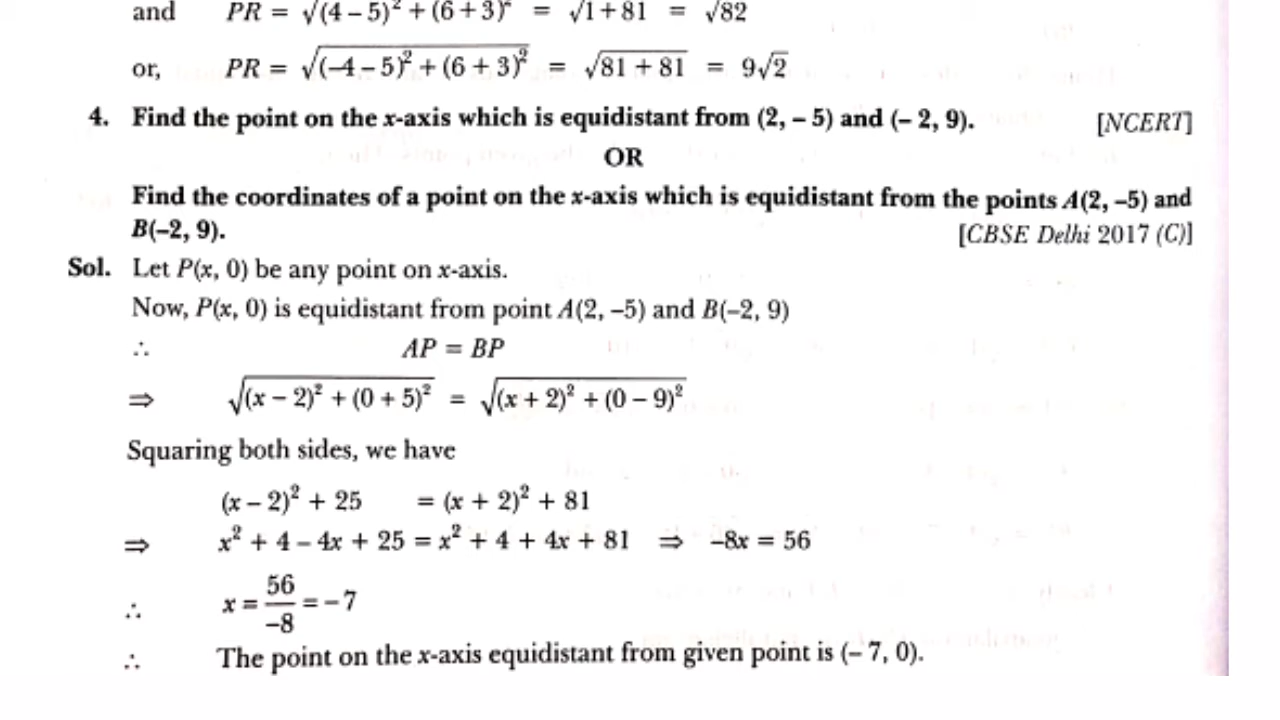 and PR = √(4 – 5)² + (6 + 3)² = √1 + 81 = √82
or, PR = √(–4 – 5)² + (6 + 3)² = √81 + 81 = 9√2
4. Find the point on the x-axis which is equidistant from (2, – 5) and (– 2, 9). [NCERT]
OR
Find the coordinates of a point on the x-axis which is equidistant from the points A(2, –5) and
B(–2, 9). [CBSE Delhi 2017 (C)]
Sol. Let P(x, 0) be any point on x-axis.
Now, P(x, 0) is equidistant from point A(2, –5) and B(–2, 9)
∴ AP = BP
⇒ √(x – 2)² + (0 + 5)² = √(x + 2)² + (0 – 9)²
Squaring both sides, we have
(x – 2)² + 25 = (x + 2)² + 81
⇒ x² + 4 – 4x + 25 = x² + 4 + 4x + 81 ⇒ –8x = 56
∴ x = 56/–8 = – 7
∴ The point on the x-axis equidistant from given point is (– 7, 0).